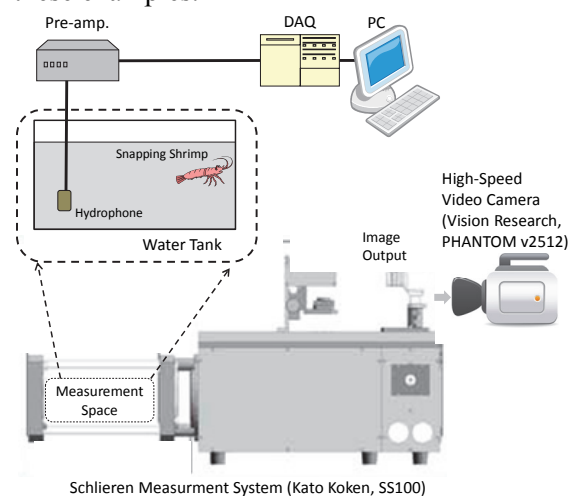 Pre-amp.
DAQ
PC
Snapping Shrimp
Hydrophone
Water Tank
High-Speed
Video Camera
(Vision Research,
PHANTOM v2512)
Image
Output
Measurement
Space
Schlieren Measurment System (Kato Koken, SS100)